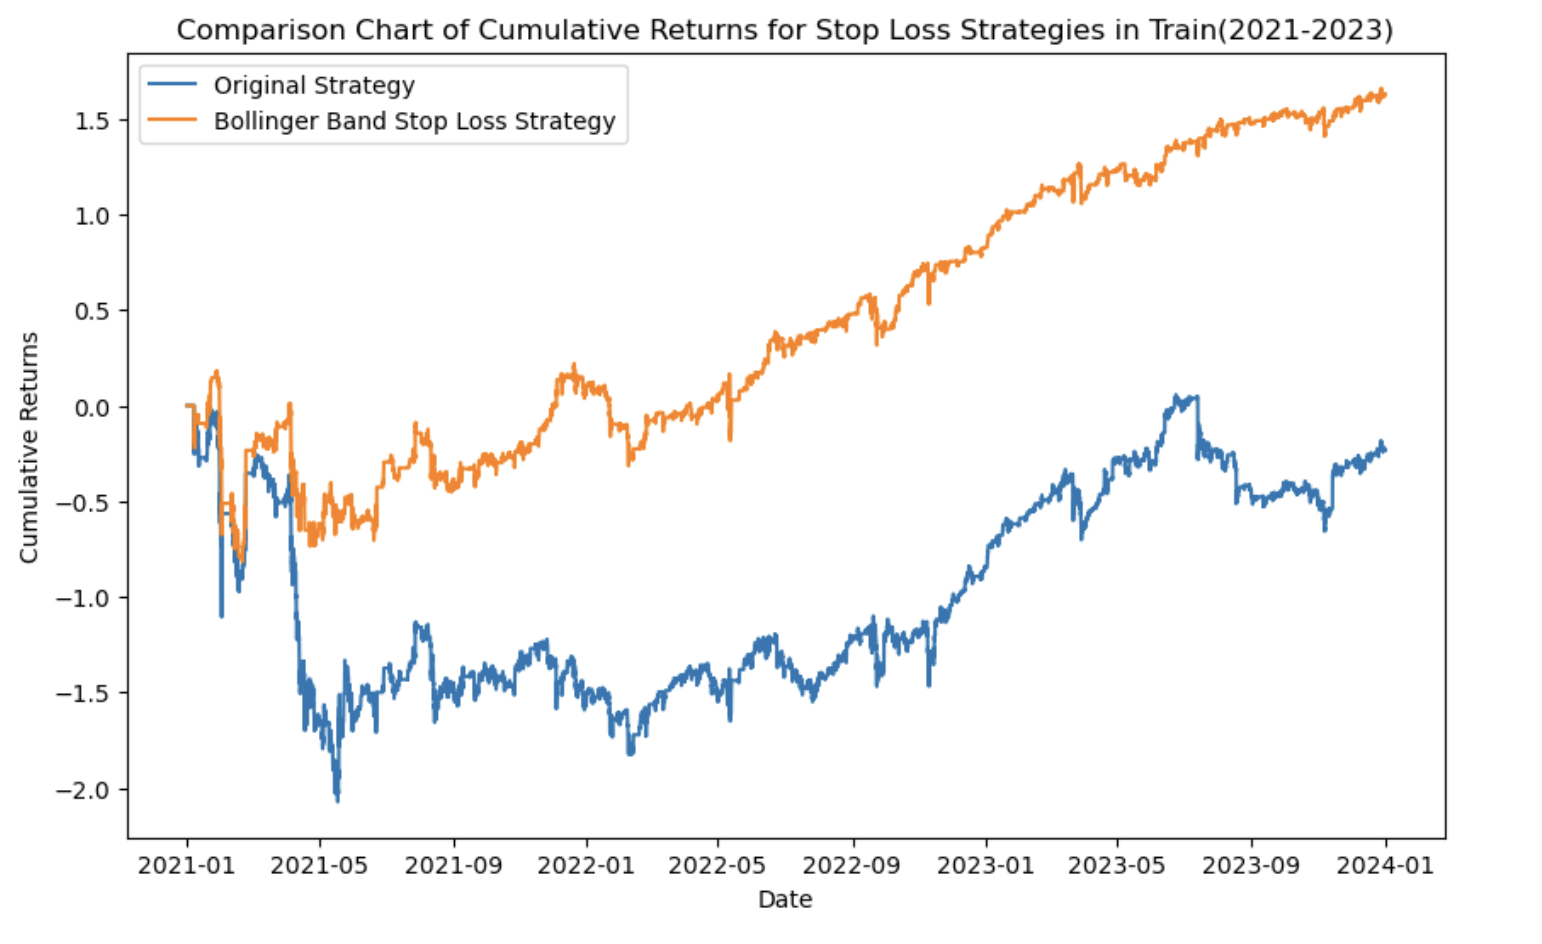 Comparison Chart of Cumulative Returns for Stop Loss Strategies in Train(2021-2023)
Original Strategy
Bollinger Band Stop Loss Strategy
Cumulative Returns
1.5
1.0
0.5
0.0
−0.5
−1.0
−1.5
−2.0
2021-01 2021-05 2021-09 2022-01 2022-05 2022-09 2023-01 2023-05 2023-09 2024-01
Date